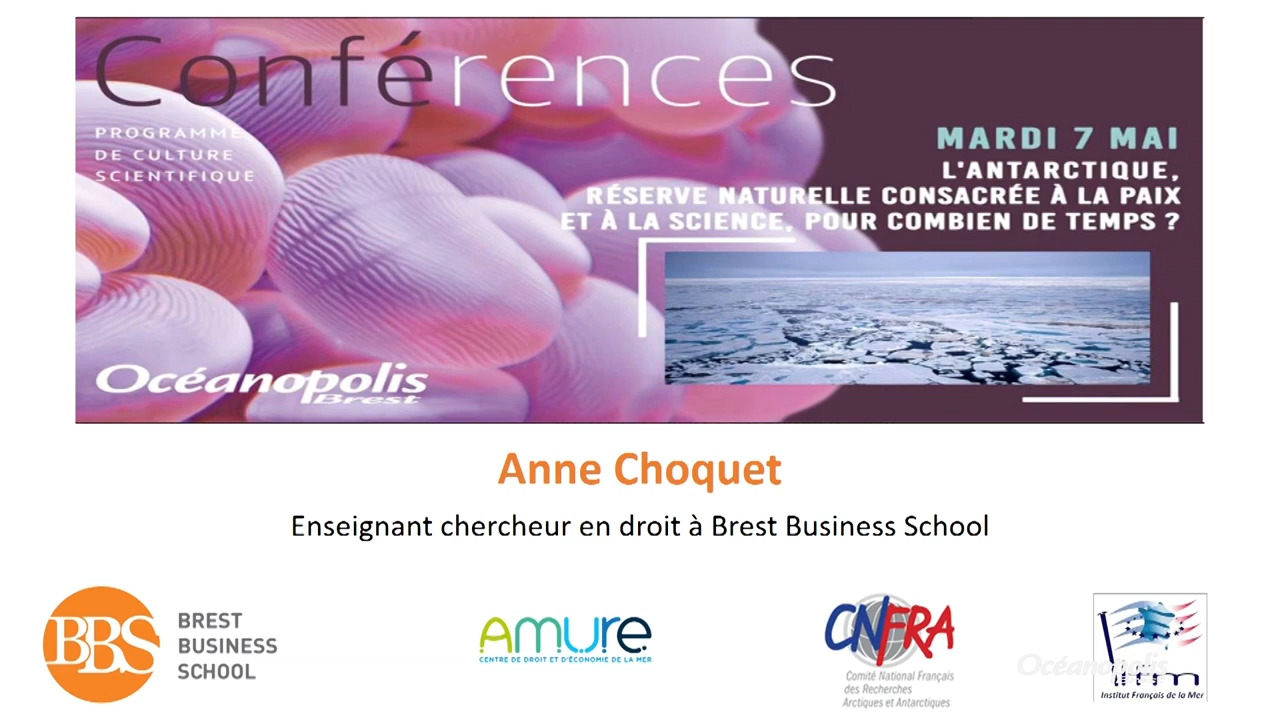 Conférences
PROGRAMME
DE CULTURE
SCIENTIFIQUE
MARDI 7 MAI
L'ANTARCTIQUE,
RÉSERVE NATURELLE CONSACRÉE À LA PAIX
ET À LA SCIENCE, POUR COMBIEN DE TEMPS ?
Océanopolis
Brest
Anne Choquet
Enseignant chercheur en droit à Brest Business School
BBS
BREST
BUSINESS
SCHOOL
AMURE
CENTRE DE DROIT ET D'ÉCONOMIE DE LA MER
CNFRA
Comité National Français
des Recherches
Arctiques et Antarctiques
Océanopolis
ifm
Institut Français de la Mer